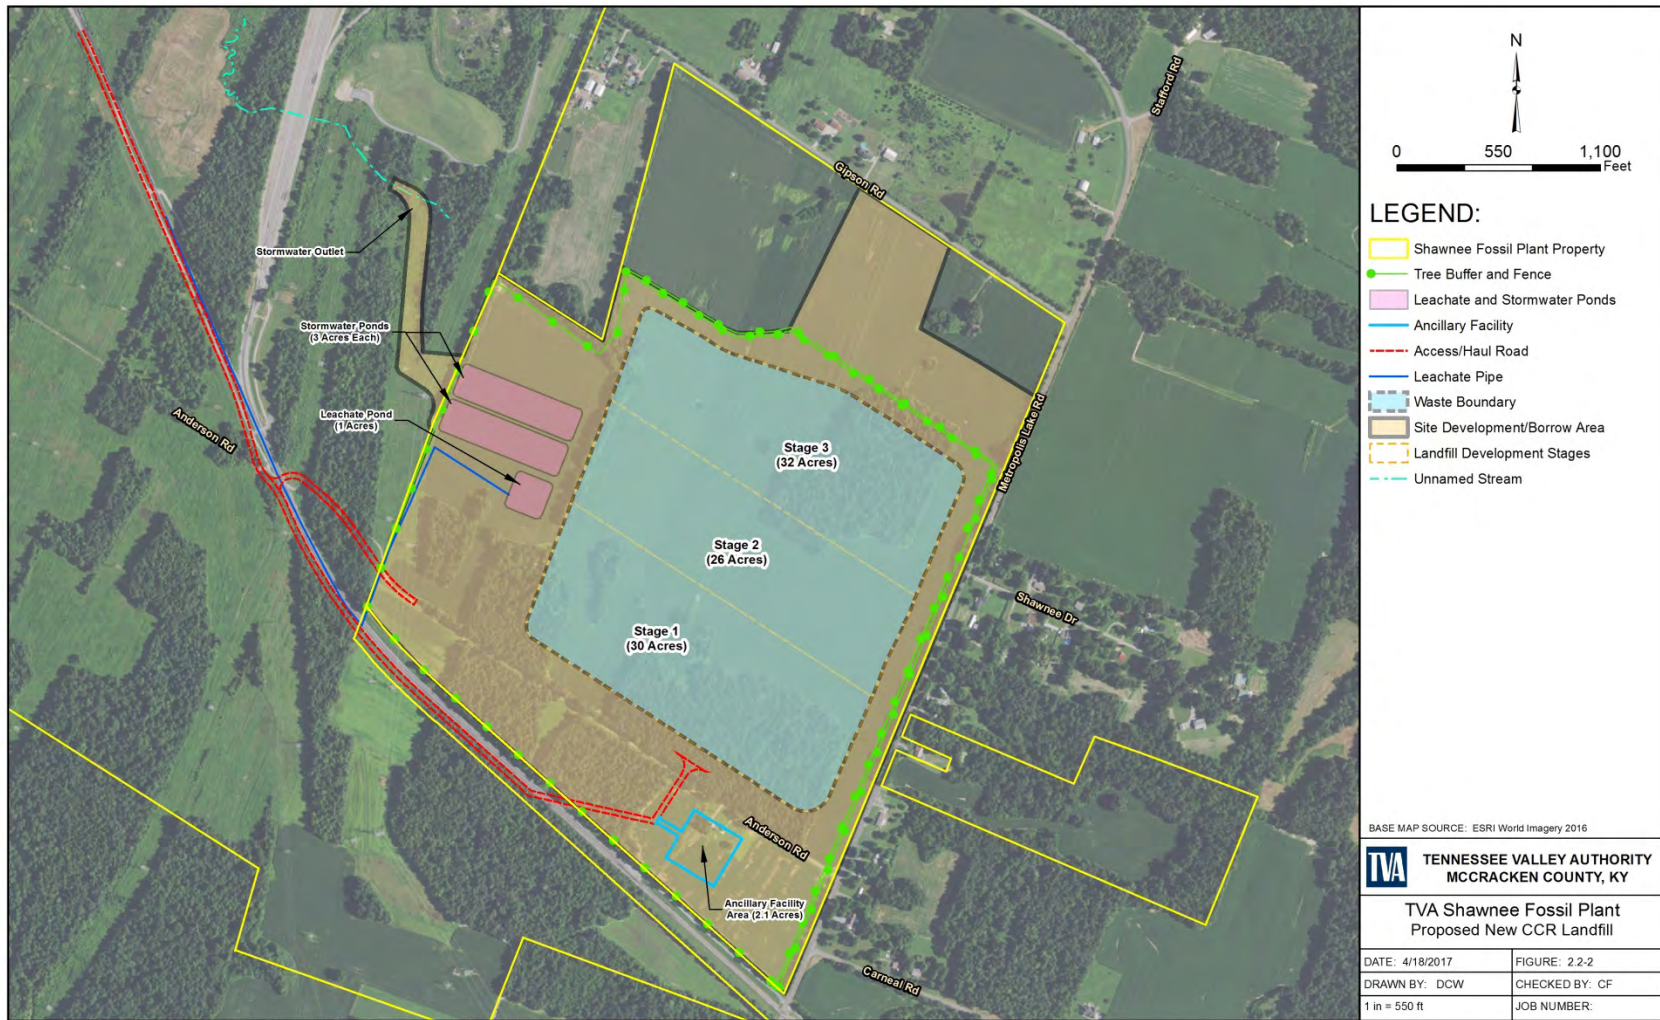 Stafford Rd
Gipson Rd
Stormwater Outlet
Stormwater Ponds
(3 Acres Each)
Leachate Pond
(1 Acres)
Anderson Rd
Stage 3
(32 Acres)
Metropolis Lake Rd
Stage 2
(26 Acres)
Shawnee Dr
Stage 1
(30 Acres)
Anderson Rd
Ancillary Facility
Area (2.1 Acres)
Carneal Rd
N
0 550 1,100
Feet
LEGEND:
Shawnee Fossil Plant Property
Tree Buffer and Fence
Leachate and Stormwater Ponds
Ancillary Facility
Access/Haul Road
Leachate Pipe
Waste Boundary
Site Development/Borrow Area
Landfill Development Stages
Unnamed Stream
BASE MAP SOURCE: ESRI World Imagery 2016
TVA
TENNESSEE VALLEY AUTHORITY
MCCRACKEN COUNTY, KY
TVA Shawnee Fossil Plant
Proposed New CCR Landfill
DATE: 4/18/2017
FIGURE: 2.2-2
DRAWN BY: DCW
CHECKED BY: CF
1 in = 550 ft
JOB NUMBER: